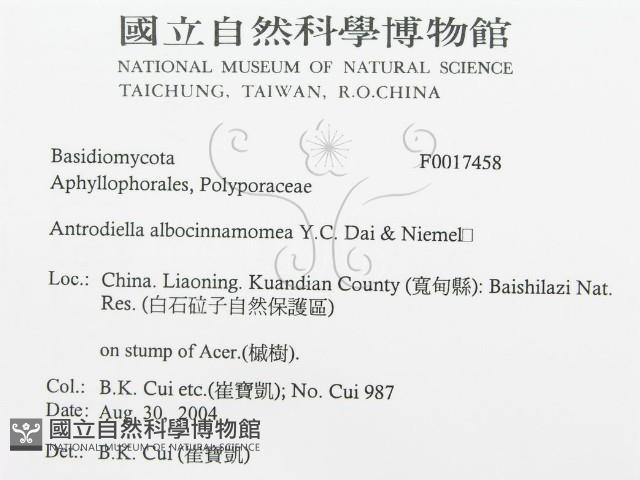 國立自然科學博物館
NATIONAL MUSEUM OF NATURAL SCIENCE
TAICHUNG, TAIWAN, R.O.CHINA
Basidiomycota F0017458
Aphyllophorales, Polyporaceae
Antrodiella albocinnamomea Y.C. Dai & Niemel□
Loc.: China. Liaoning. Kuandian County (寬甸縣): Baishilazi Nat.
Res. (白石砬子自然保護區)
on stump of Acer.(槭樹).
Col.: B.K. Cui etc.(崔寶凱); No. Cui 987
Date: Aug. 30, 2004
國立自然科學博物館
NATIONAL MUSEUM OF NATURAL SCIENCE
Det.: B.K. Cui (崔寶凱)